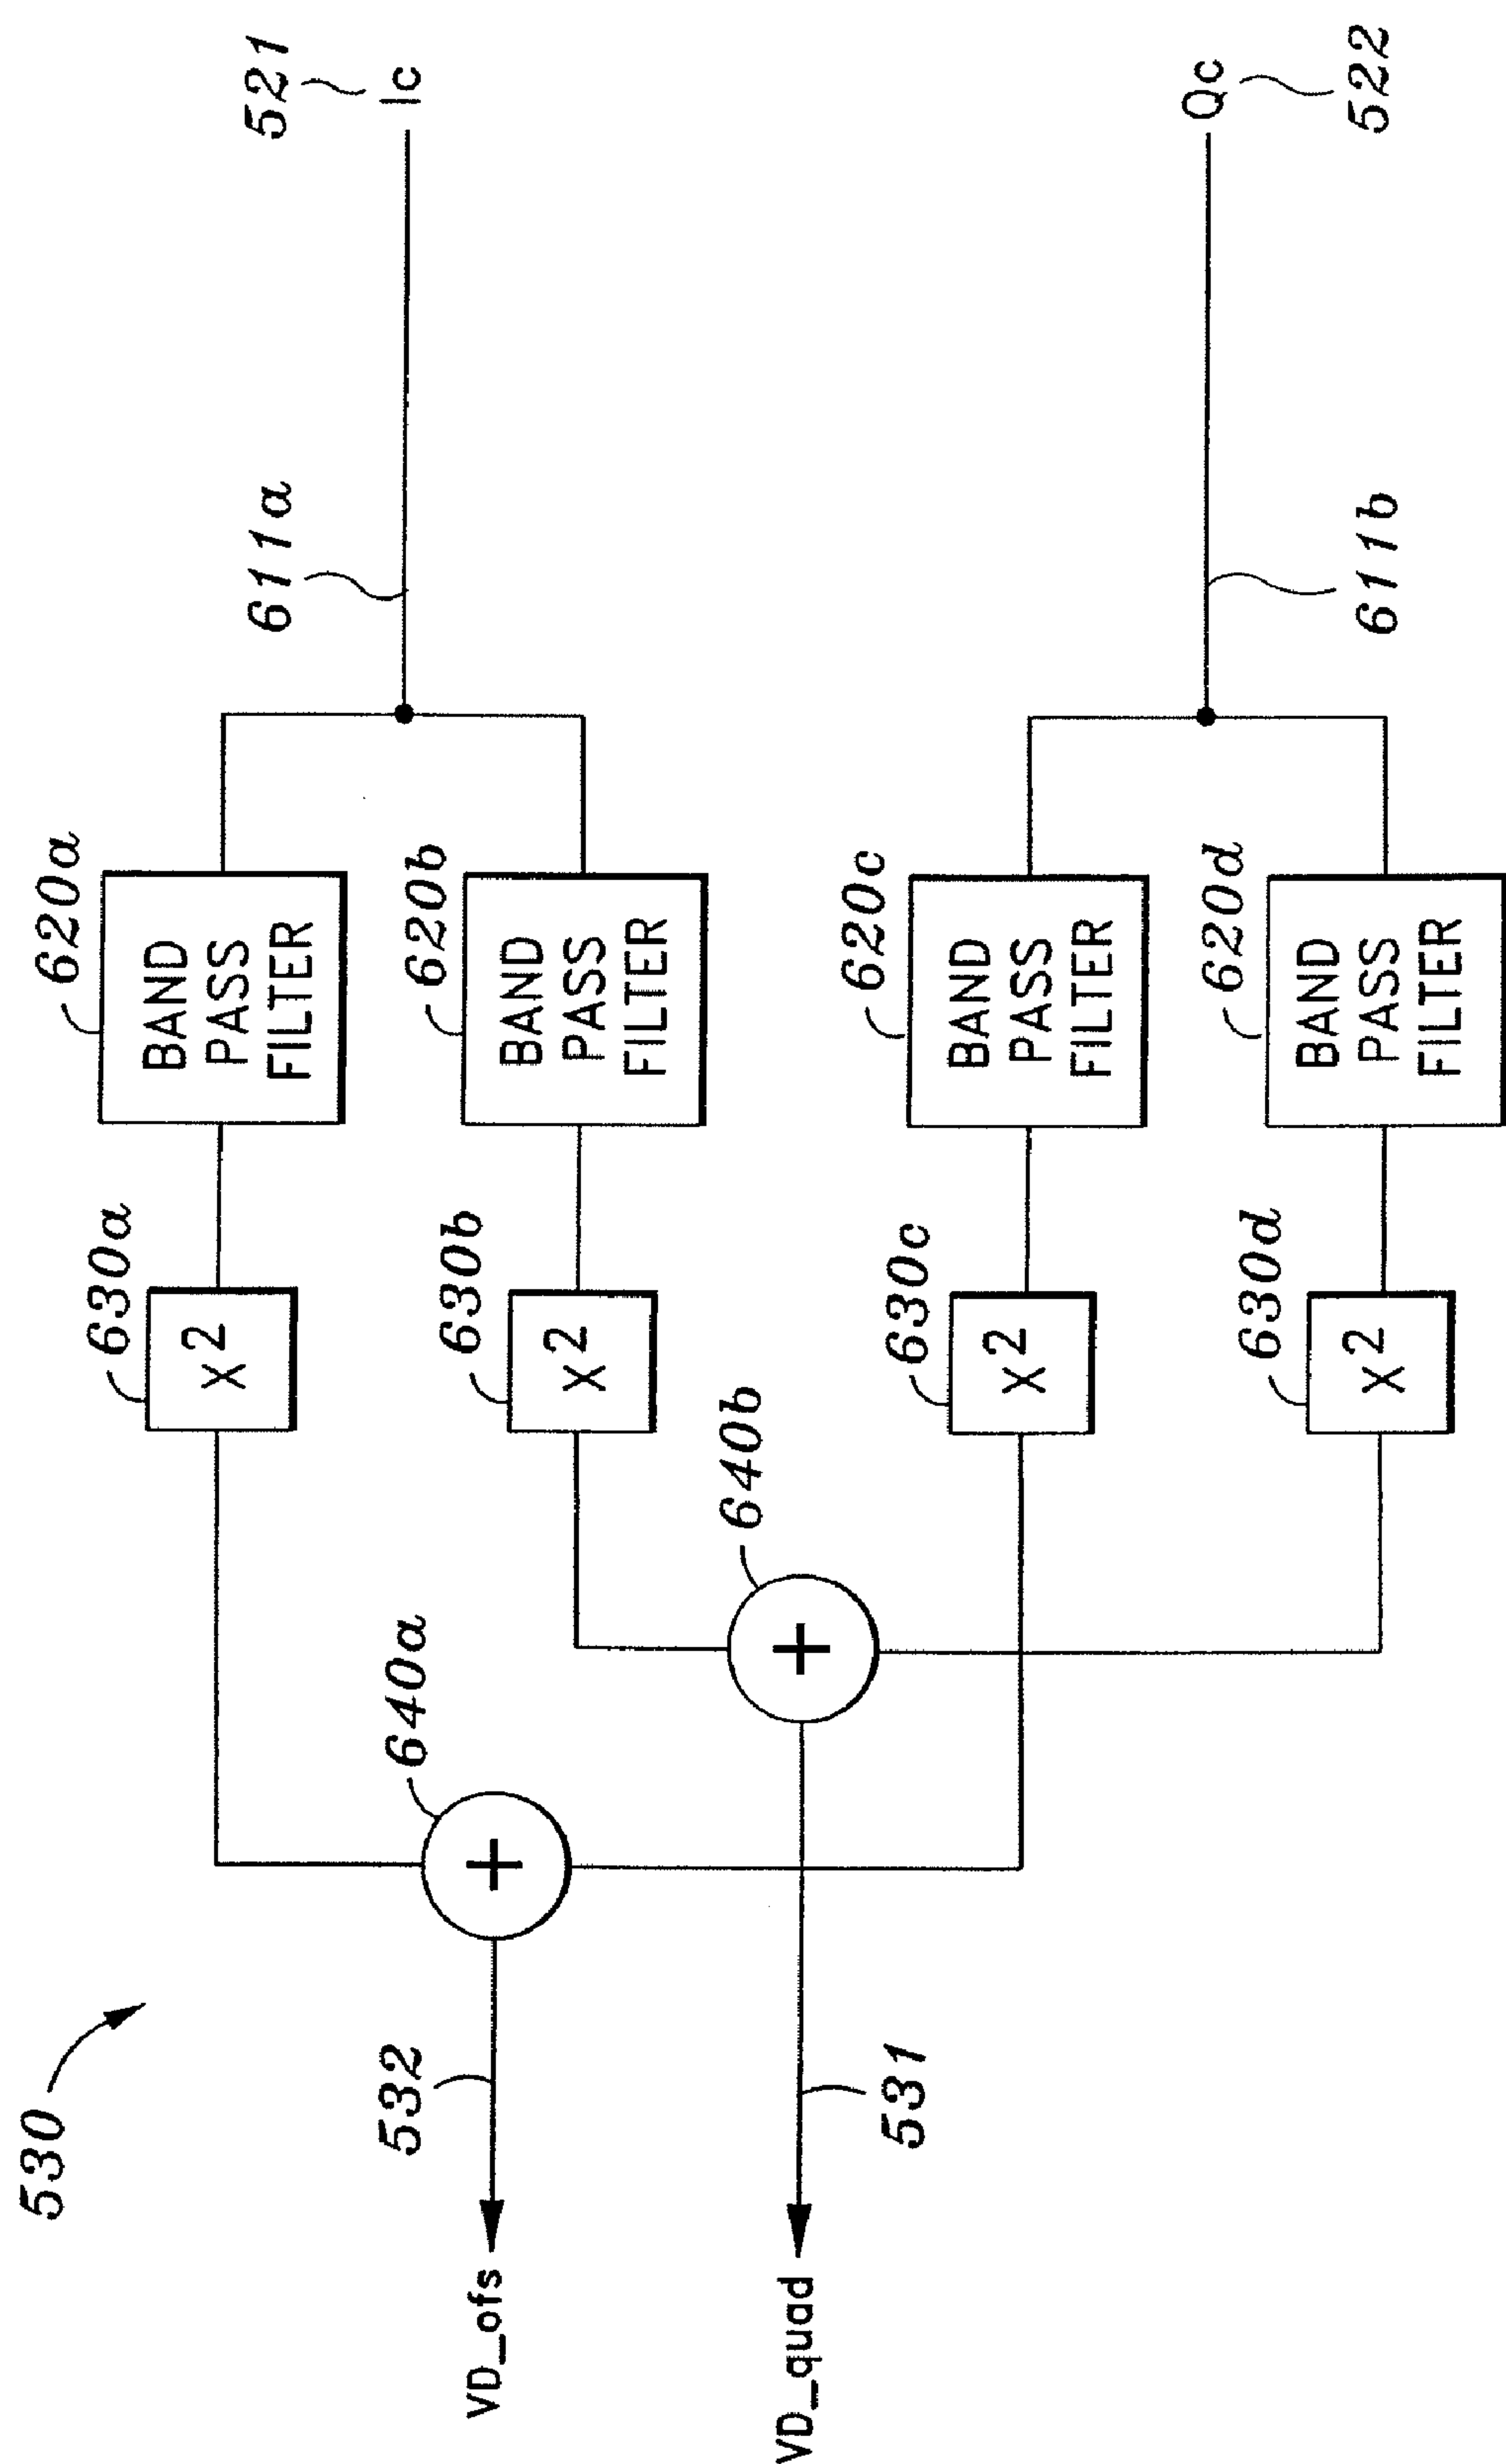 530
VD_ofs
532
VD_quad
531
640a
640b
630a
X2
630b
X2
630c
X2
630d
X2
620a
BAND
PASS
FILTER
620b
BAND
PASS
FILTER
620c
BAND
PASS
FILTER
620d
BAND
PASS
FILTER
611a
611b
521
Ic
Qc
522